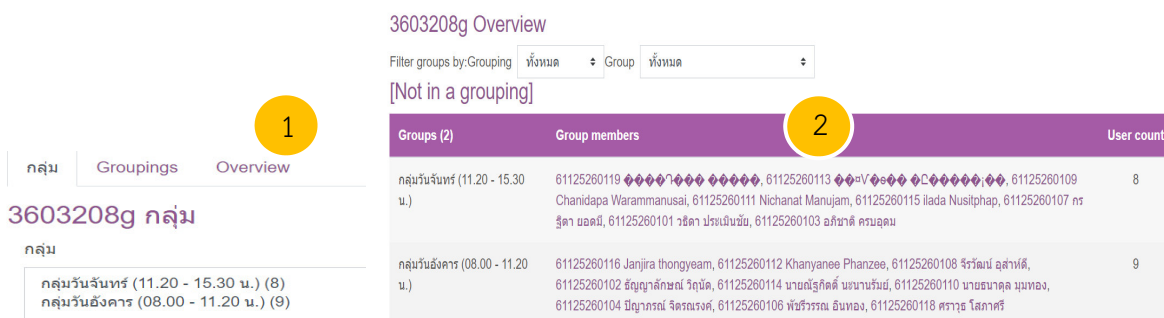 1
กลุ่ม Groupings Overview
3603208g กลุ่ม
กลุ่ม
กลุ่มวันจันทร์ (11.20 - 15.30 น.) (8)
กลุ่มวันอังคาร (08.00 - 11.20 น.) (9)
3603208g Overview
Filter groups by:Grouping ทั้งหมด Group ทั้งหมด
[Not in a grouping]
2
Groups (2) Group members User count
กลุ่มวันจันทร์ (11.20 - 15.30 น.)
61125260119 61125260113 61125260109
Chanidapa Warammanusai, 61125260111 Nichanat Manujam, 61125260115 ilada Nusitphap, 61125260107 กร
ฐิตา ยอดมี, 61125260101 วธิดา ประเมินชัย, 61125260103 อภิชาติ ครบอุดม
8
กลุ่มวันอังคาร (08.00 - 11.20 น.)
61125260116 Janjira thongyeam, 61125260112 Khanyanee Phanzee, 61125260108 จิรวัฒน์ อุส่าห์ดี,
61125260102 ธัญญาลักษณ์ วิถุนัด, 61125260114 นายณัฐกิตติ์ นะนานรัมย์, 61125260110 นายธนาดุล มุมทอง,
61125260104 ปิญาภรณ์ จิตรณรงค์, 61125260106 พัชรีวรรณ อินทอง, 61125260118 ศราวุธ โสภาศรี
9